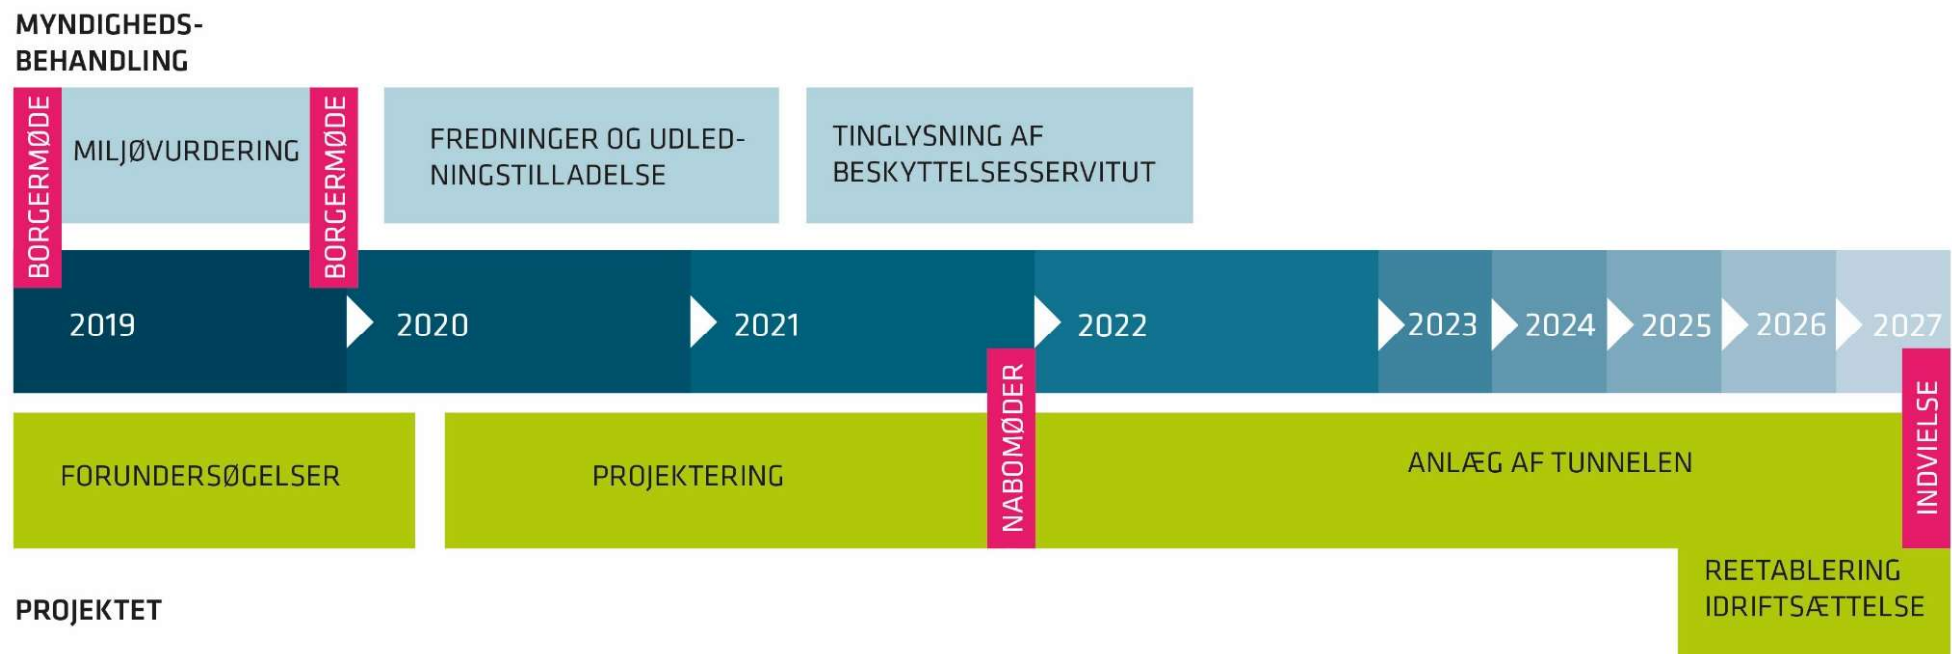 MYNDIGHEDS-
BEHANDLING
BORGERMØDE
MILJØVURDERING
BORGERMØDE
FREDNINGER OG UDLED-
NINGSTILLADELSE
TINGLYSNING AF
BESKYTTELSESSERVITUT
2019
2020
2021
2022
2023
2024
2025
2026
2027
FORUNDERSØGELSER
PROJEKTERING
NABOMØDER
ANLÆG AF TUNNELEN
INDVIELSE
REETABLERING
IDRIFTSÆTTELSE
PROJEKTET